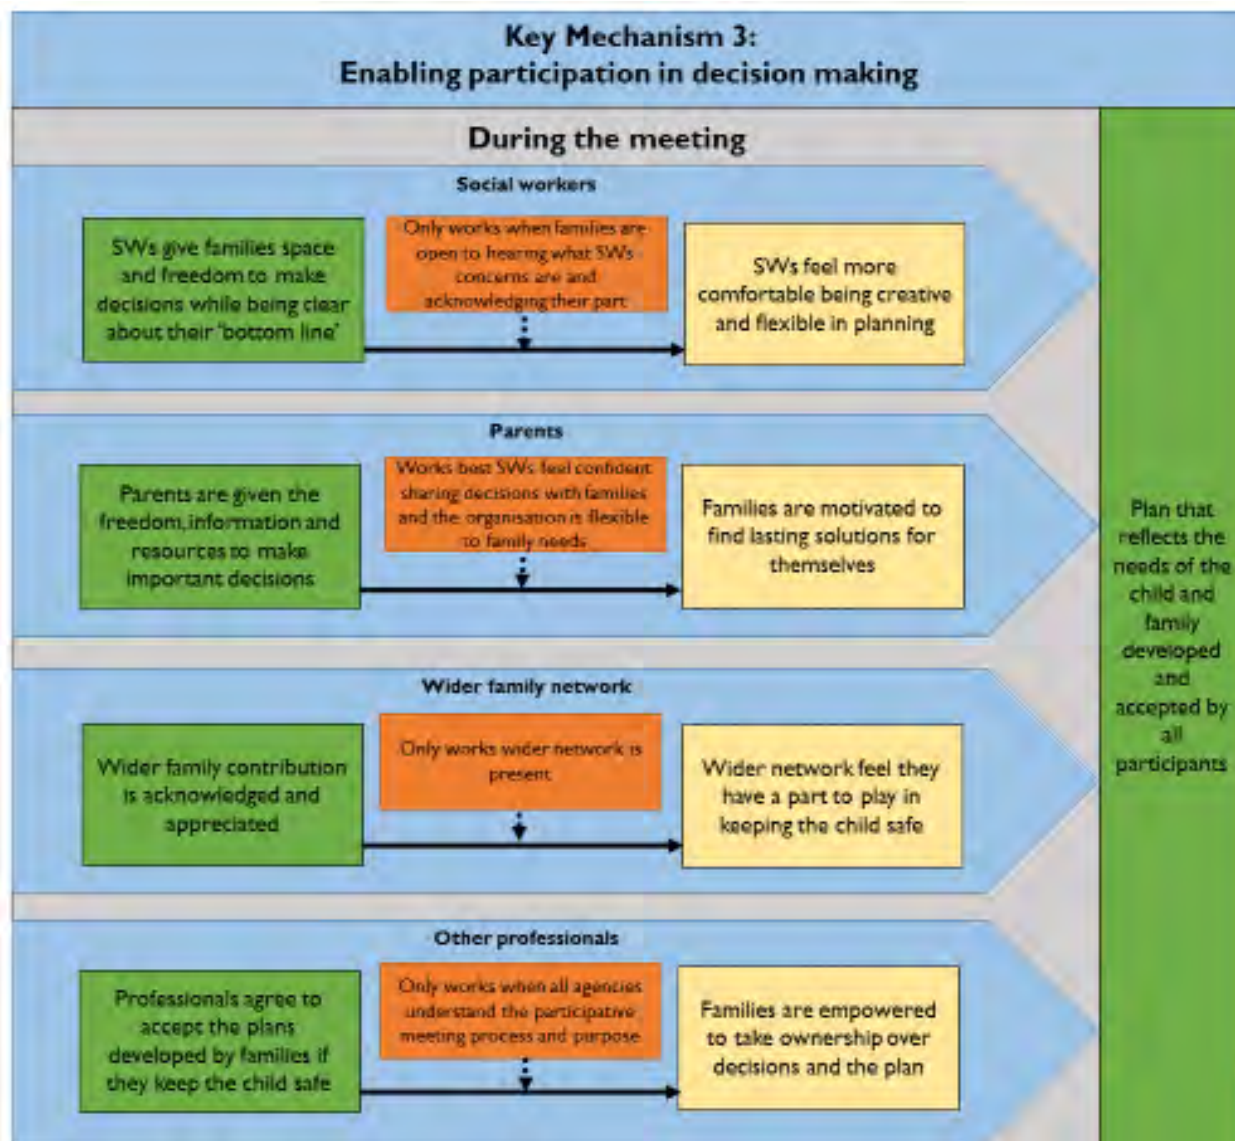 Key Mechanism 3:
Enabling participation in decision making
During the meeting
Social workers
SWs give families space
and freedom to make
decisions while being clear
about their 'bottom line'
Only works when families are
open to hearing what SWs
concerns are and
acknowledging their part
SWs feel more
comfortable being creative
and flexible in planning
Parents
Parents are given the
freedom, information and
resources to make
important decisions
Works best SWs feel confident
sharing decisions with families
and the organisation is flexible
to family needs
Families are motivated to
find lasting solutions for
themselves
Wider family network
Wider family contribution
is acknowledged and
appreciated
Only works wider network is
present
Wider network feel they
have a part to play in
keeping the child safe
Other professionals
Professionals agree to
accept the plans
developed by families if
they keep the child safe
Only works when all agencies
understand the participative
meeting process and purpose
Families are empowered
to take ownership over
decisions and the plan
Plan that
reflects the
needs of the
child and
family
developed
and
accepted by
all
participants